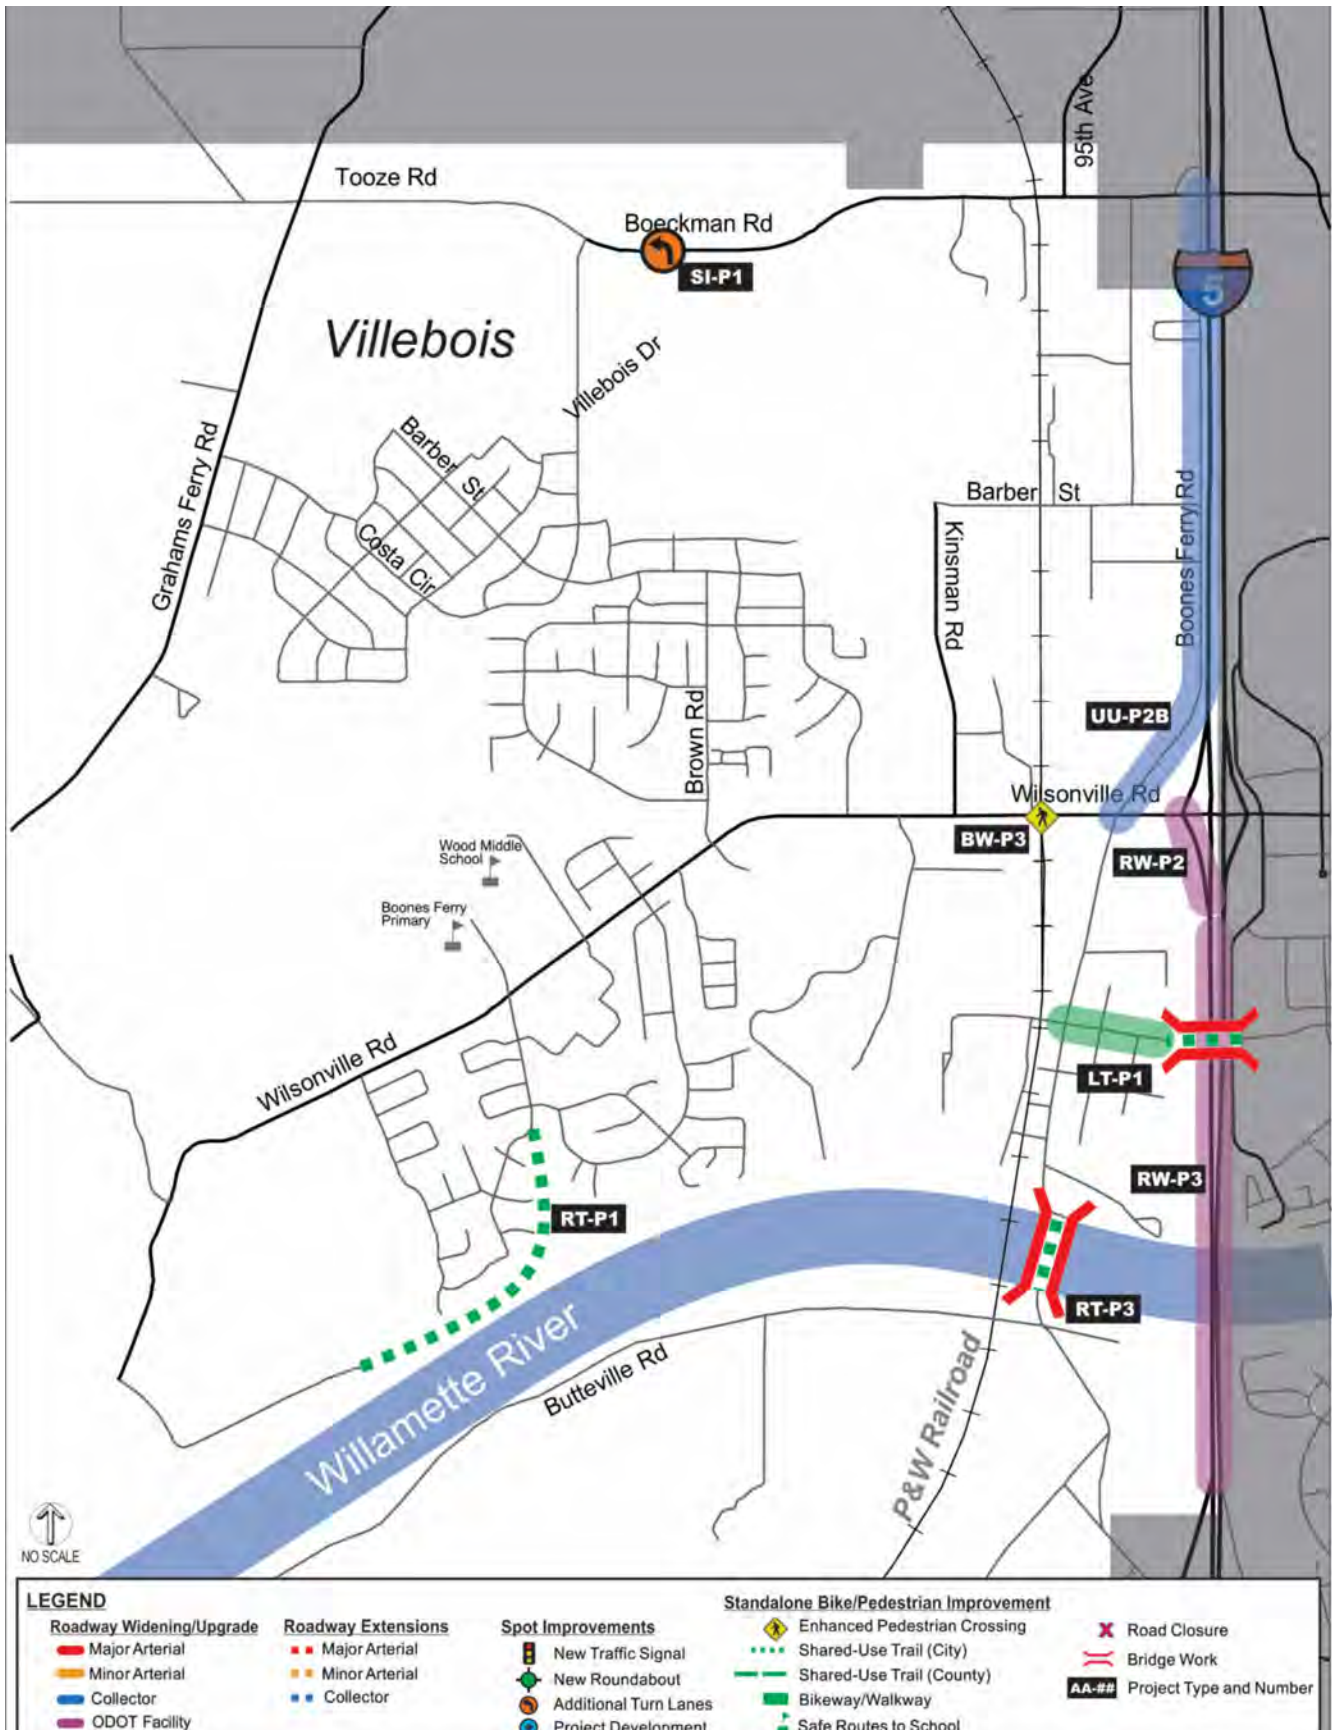 95th Ave
Tooze Rd
Boeckman Rd
SI-P1
5
Villebois
Villebois Dr
Barber St
Grahams Ferry Rd
Costa Cir
Barber St
Kinsman Rd
Boones Ferry Rd
UU-P2B
Brown Rd
Wilsonville Rd
BW-P3
RW-P2
Wood Middle
School
Boones Ferry
Primary
Wilsonville Rd
LT-P1
RW-P3
RT-P1
RT-P3
Willamette River
Butteville Rd
P&W Railroad
NO SCALE
LEGEND
Roadway Widening/Upgrade
Major Arterial
Minor Arterial
Collector
ODOT Facility
Roadway Extensions
Major Arterial
Minor Arterial
Collector
Spot Improvements
New Traffic Signal
New Roundabout
Additional Turn Lanes
Project Development
Standalone Bike/Pedestrian Improvement
Enhanced Pedestrian Crossing
Shared-Use Trail (City)
Shared-Use Trail (County)
Bikeway/Walkway
Safe Routes to School
Road Closure
Bridge Work
AA-## Project Type and Number